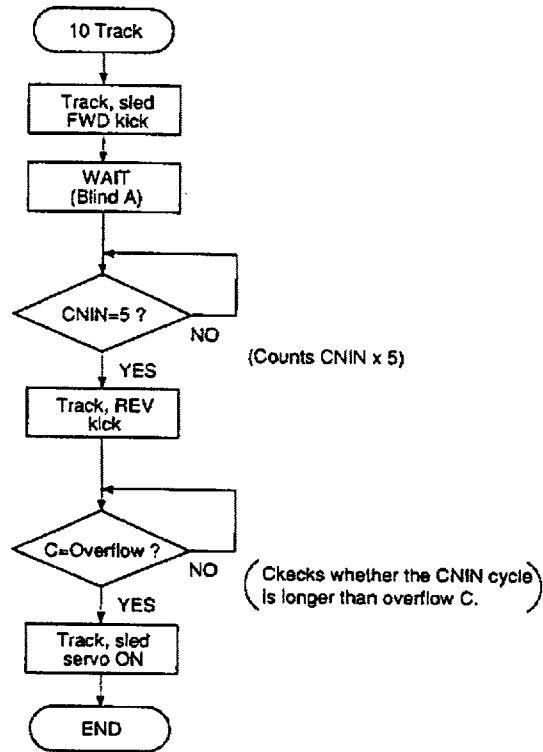 10 Track
Track, sled
FWD kick
WAIT
(Blind A)
CNIN=5 ?
NO
(Counts CNIN x 5)
YES
Track, REV
kick
C=Overflow ?
NO
(Ckecks whether the CNIN cycle
is longer than overflow C.)
YES
Track, sled
servo ON
END